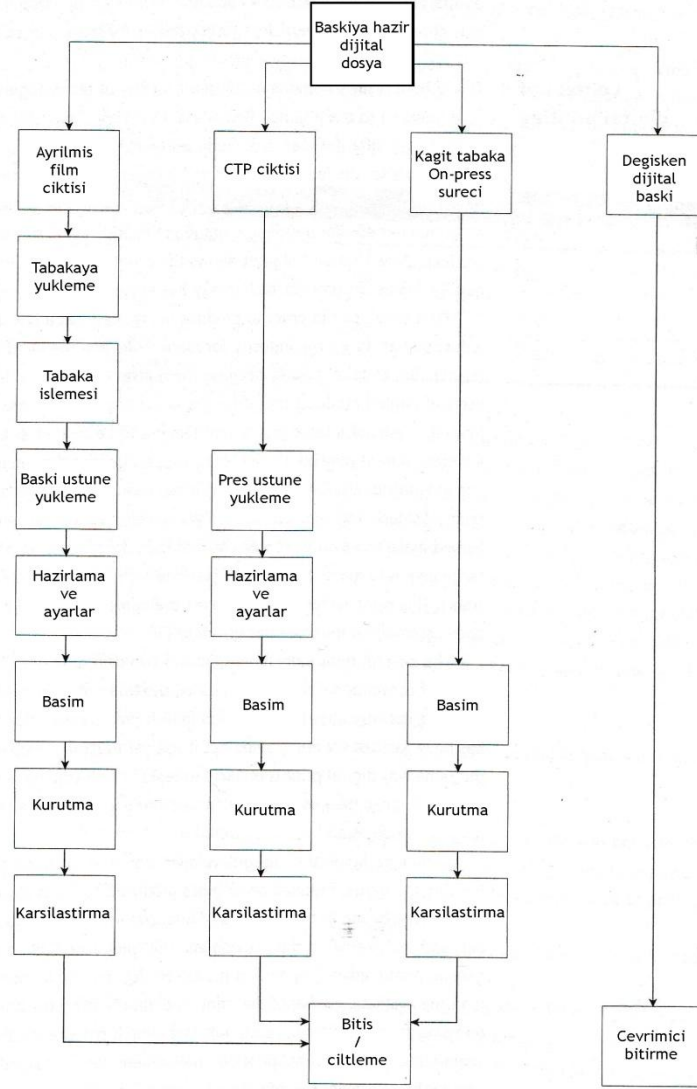 Baskiya hazir
dijital
dosya
Ayrilmis
film
ciktisi
CTP ciktisi
Kagit tabaka
On-press
sureci
Degisken
dijital
baski
Tabakaya
yukleme
Tabaka
islemesi
Baski ustune
yukleme
Pres ustune
yukleme
Hazirlama
ve
ayarlar
Hazirlama
ve
ayarlar
Basim
Basim
Basim
Kurutma
Kurutma
Kurutma
Karsilastirma
Karsilastirma
Karsilastirma
Bitis
/
ciltleme
Cevrimici
bitirme